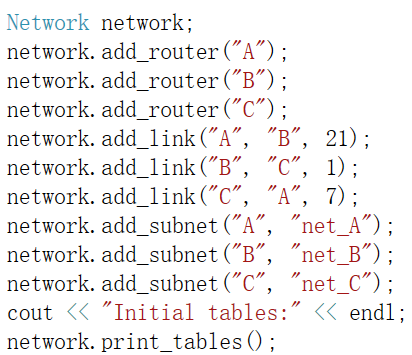 Network network;
network.add_router("A");
network.add_router("B");
network.add_router("C");
network.add_link("A", "B", 21);
network.add_link("B", "C", 1);
network.add_link("C", "A", 7);
network.add_subnet("A", "net_A");
network.add_subnet("B", "net_B");
network.add_subnet("C", "net_C");
cout << "Initial tables:" << endl;
network.print_tables();